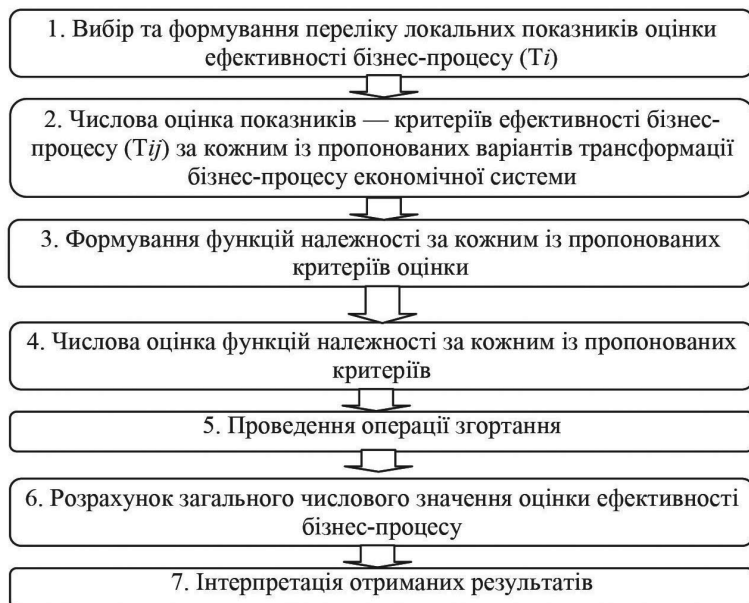 1. Вибір та формування переліку локальних показників оцінки
ефективності бізнес-процесу (Ti)
2. Числова оцінка показників — критеріїв ефективності бізнес-
процесу (Tij) за кожним із пропонованих варіантів трансформації
бізнес-процесу економічної системи
3. Формування функцій належності за кожним із пропонованих
критеріїв оцінки
4. Числова оцінка функцій належності за кожним із пропонованих
критеріїв
5. Проведення операції згортання
6. Розрахунок загального числового значення оцінки ефективності
бізнес-процесу
7. Інтерпретація отриманих результатів